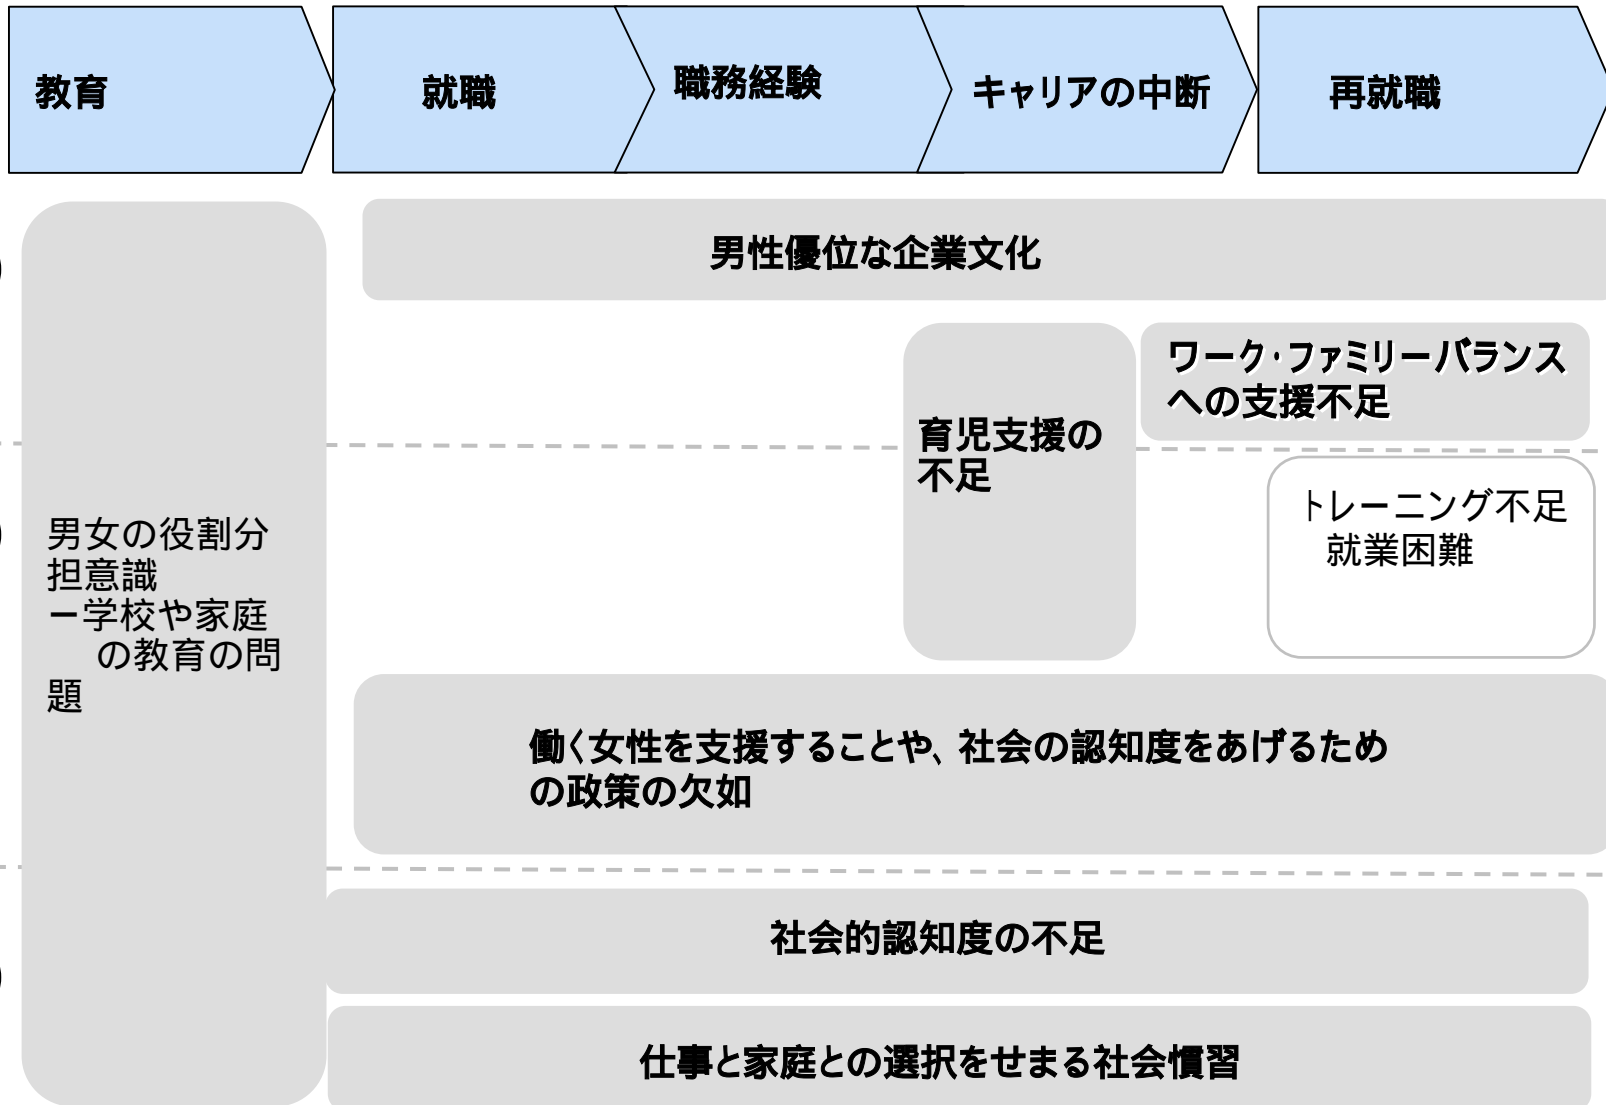 教育
就職
職務経験
キャリアの中断
再就職
男性優位な企業文化
ワーク・ファミリーバランス
への支援不足
育児支援の
不足
トレーニング不足
就業困難
男女の役割分
担意識
ー学校や家庭
の教育の問
題
働く女性を支援することや、社会の認知度をあげるため
の政策の欠如
社会的認知度の不足
仕事と家庭との選択をせまる社会慣習